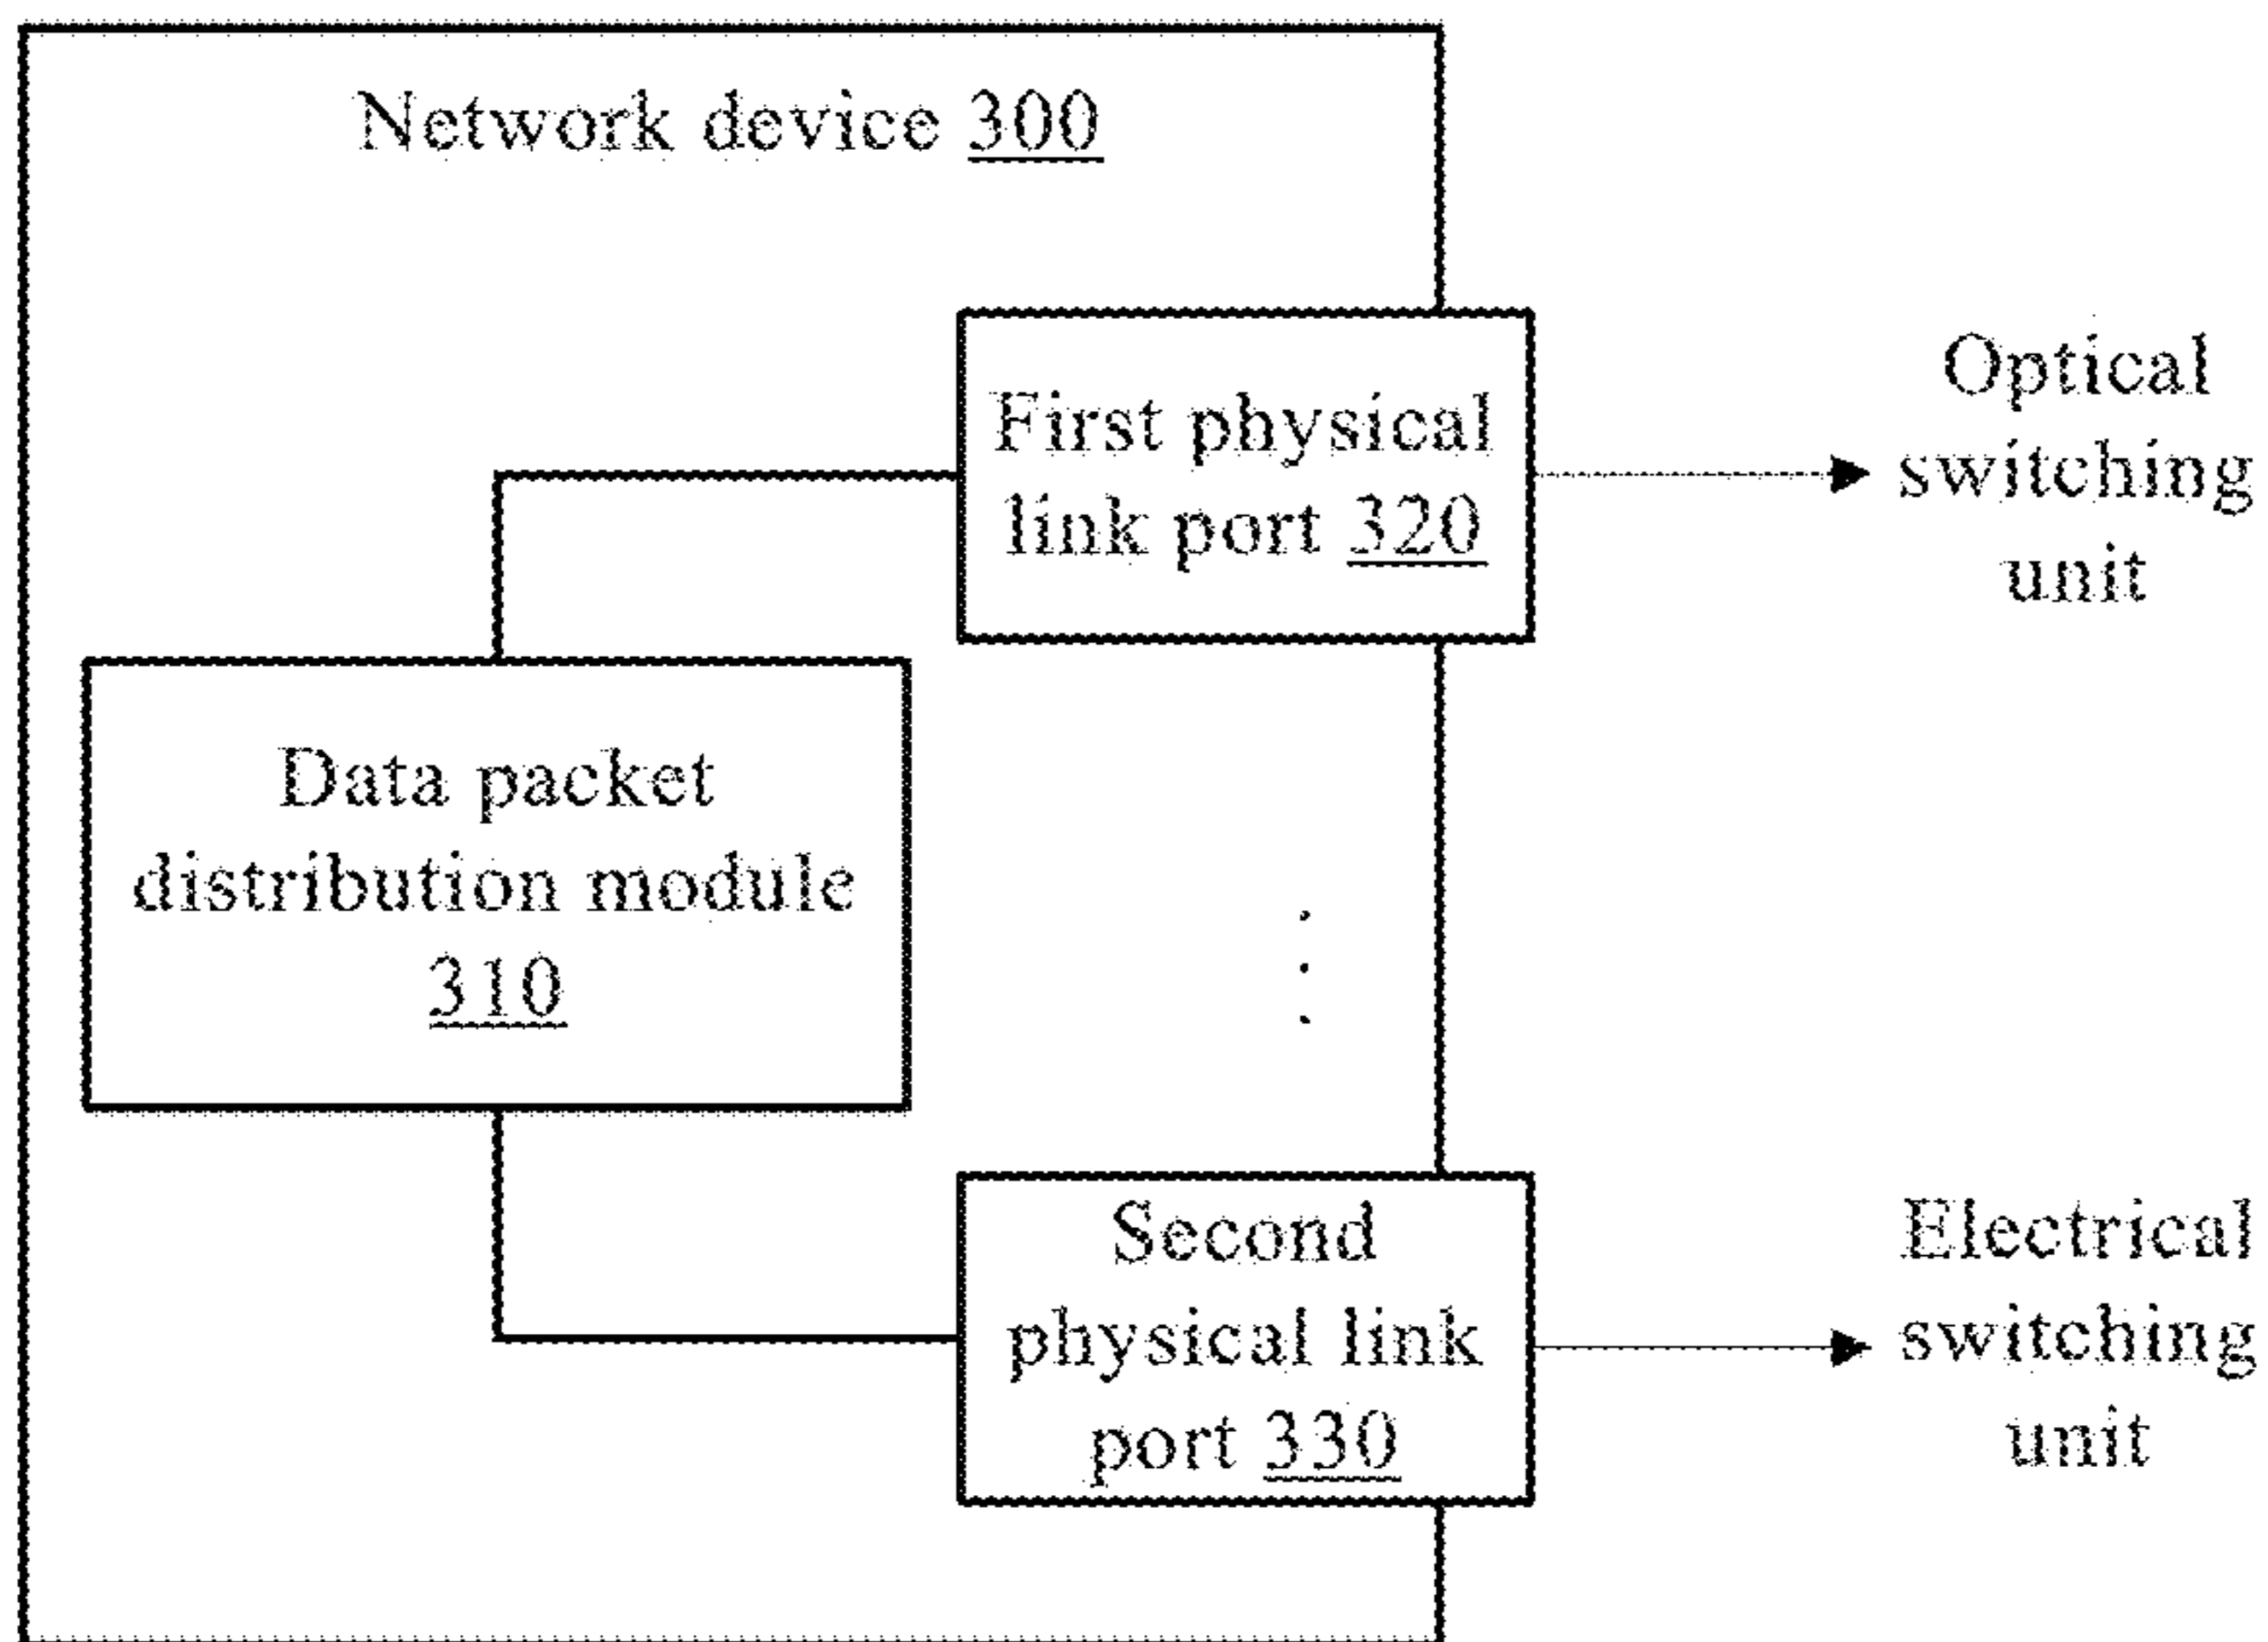 Network device 300
First physical
link port 320
Optical
switching
unit
Data packet
distribution module
310
Second
physical link
port 330
Electrical
switching
unit